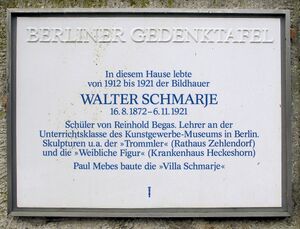 BERLINER GEDENKTAFEL
In diesem Hause lebte
von 1912 bis 1921 der Bildhauer
WALTER SCHMARJE
16. 8. 1872 – 6. 11. 1921
Schüler von Reinhold Begas. Lehrer an der
Unterrichtsklasse des Kunstgewerbe-Museums in Berlin.
Skulpturen u.a. der »Trommler« (Rathaus Zehlendorf)
und die »Weibliche Figur« (Krankenhaus Heckeshorn)
Paul Mebes baute die »Villa Schmarje«